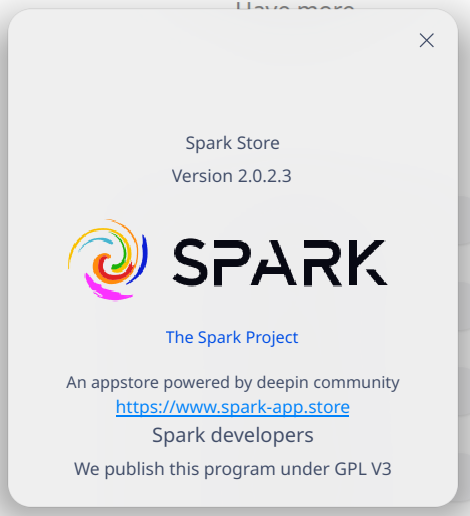 Have more
Spark Store
Version 2.0.2.3
SPARK
The Spark Project
An appstore powered by deepin community
https://www.spark-app.store
Spark developers
We publish this program under GPL V3